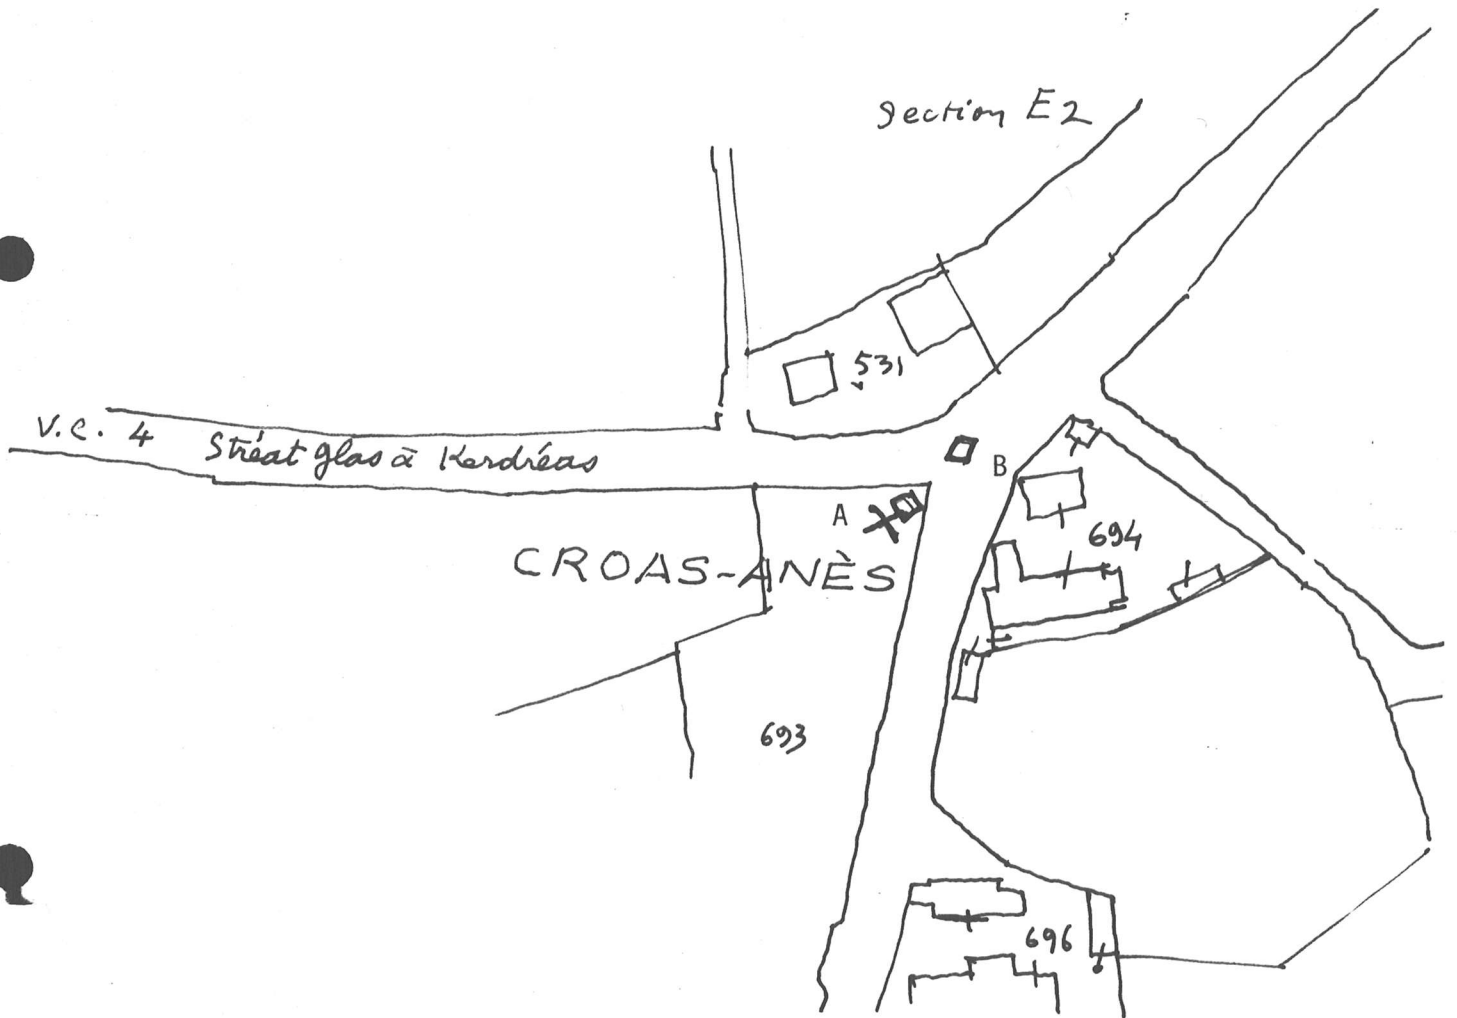 Section E2
531
V.C. 4 Stréat glas à Kerdréas
B
A
694
CROAS-ANÈS
693
696